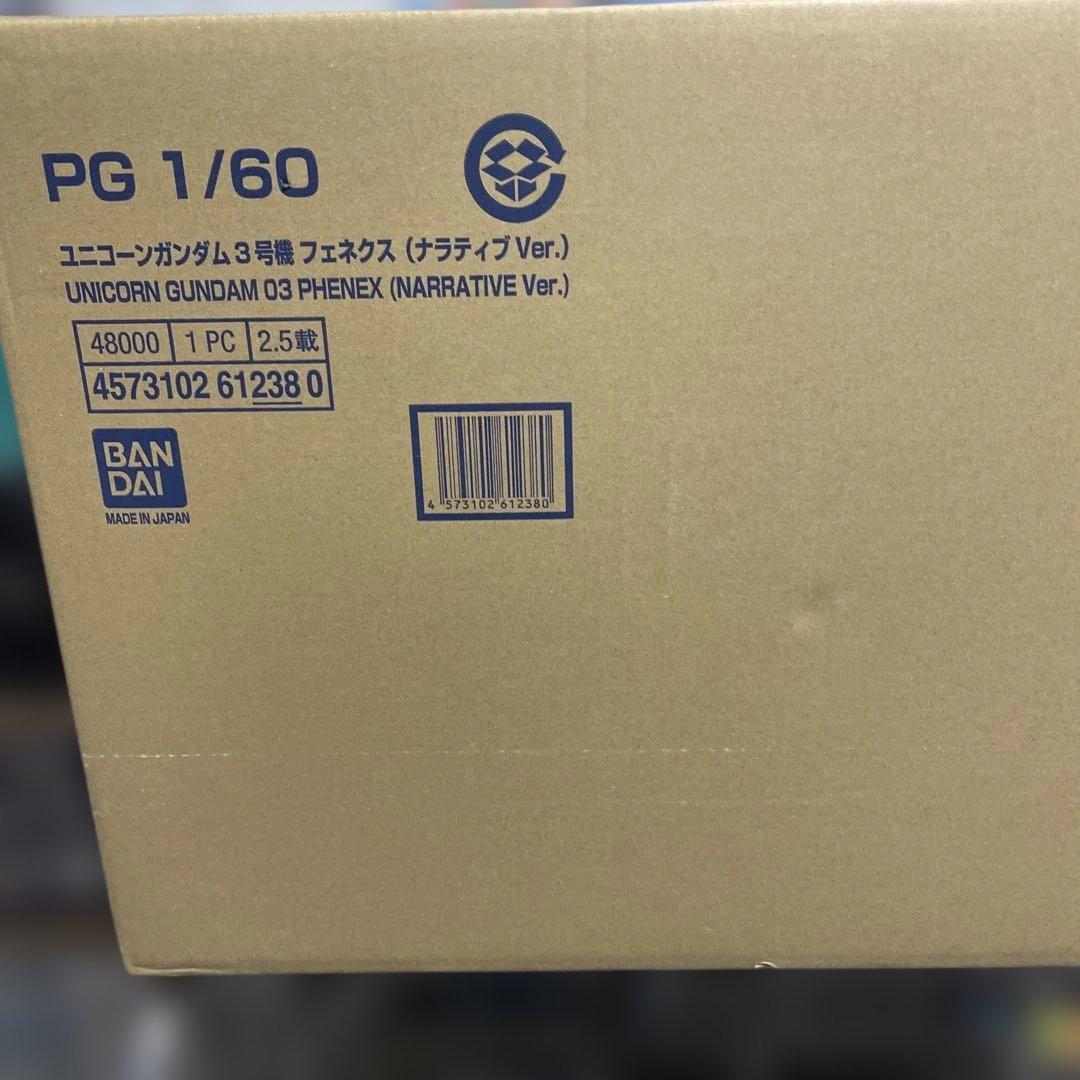 PG 1/60
ユニコーンガンダム3号機 フェネクス (ナラティブ Ver.)
UNICORN GUNDAM 03 PHENEX (NARRATIVE Ver.)
48000 1 PC 2.5載
4573102 61238 0
BAN
DAI
MADE IN JAPAN
4 573102 612380